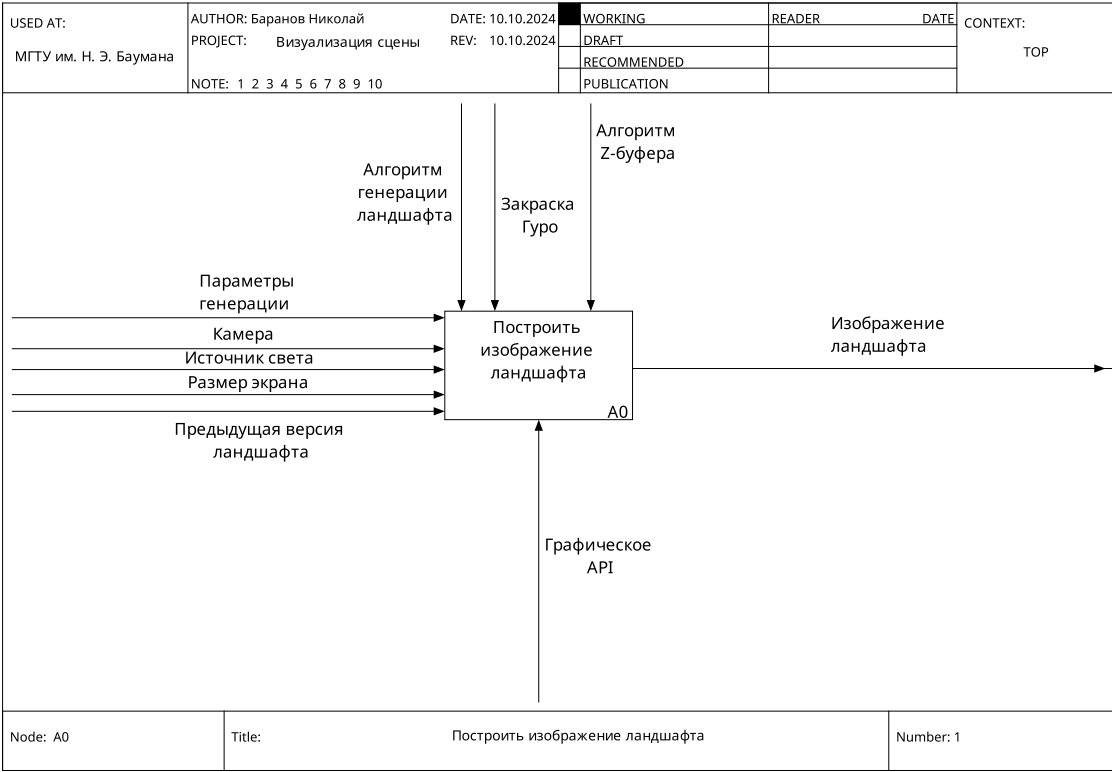 USED AT:
МГТУ им. Н. Э. Баумана
AUTHOR: Баранов Николай
DATE: 10.10.2024
PROJECT: Визуализация сцены
REV: 10.10.2024
NOTE: 1 2 3 4 5 6 7 8 9 10
WORKING
DRAFT
RECOMMENDED
PUBLICATION
READER DATE
CONTEXT:
TOP
Алгоритм
генерации
ландшафта
Закраска
Гуро
Алгоритм
Z-буфера
Параметры
генерации
Камера
Источник света
Размер экрана
Предыдущая версия
ландшафта
Построить
изображение
ландшафта
A0
Изображение
ландшафта
Графическое
API
Node: A0
Title: Построить изображение ландшафта
Number: 1